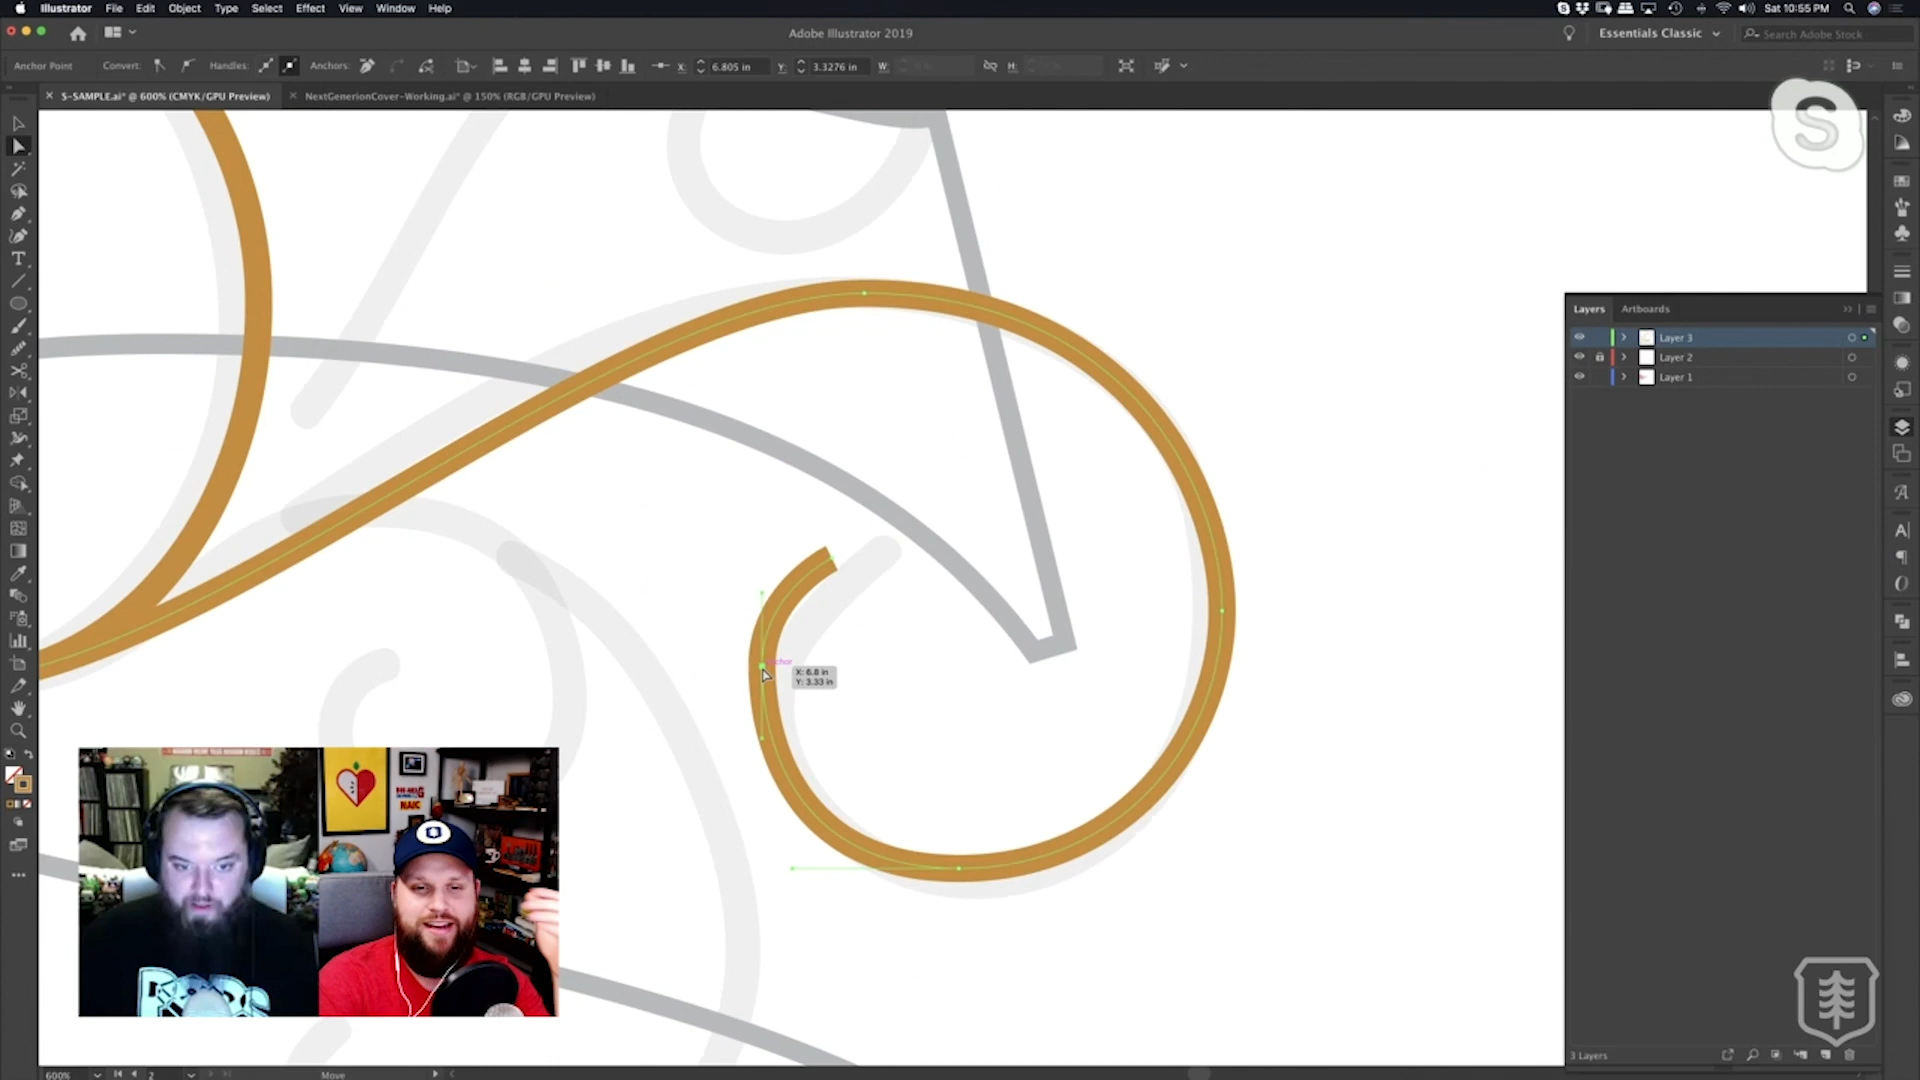 Illustrator File Edit Object Type Select Effect View Window Help
Sat 10:55 PM
Adobe Illustrator 2019
Essentials Classic
Search Adobe Stock
Anchor Point Convert: Handles: Anchors: X: 6.805 in Y: 3.3276 in W: H:
S-SAMPLE.ai* @ 600% (CMYK/GPU Preview)
NextGenerionCover-Working.ai* @ 150% (RGB/GPU Preview)
Layers Artboards
Layer 3
Layer 2
Layer 1
X: 6.8 in
Y: 3.33 in
3 Layers
600% 2 Move